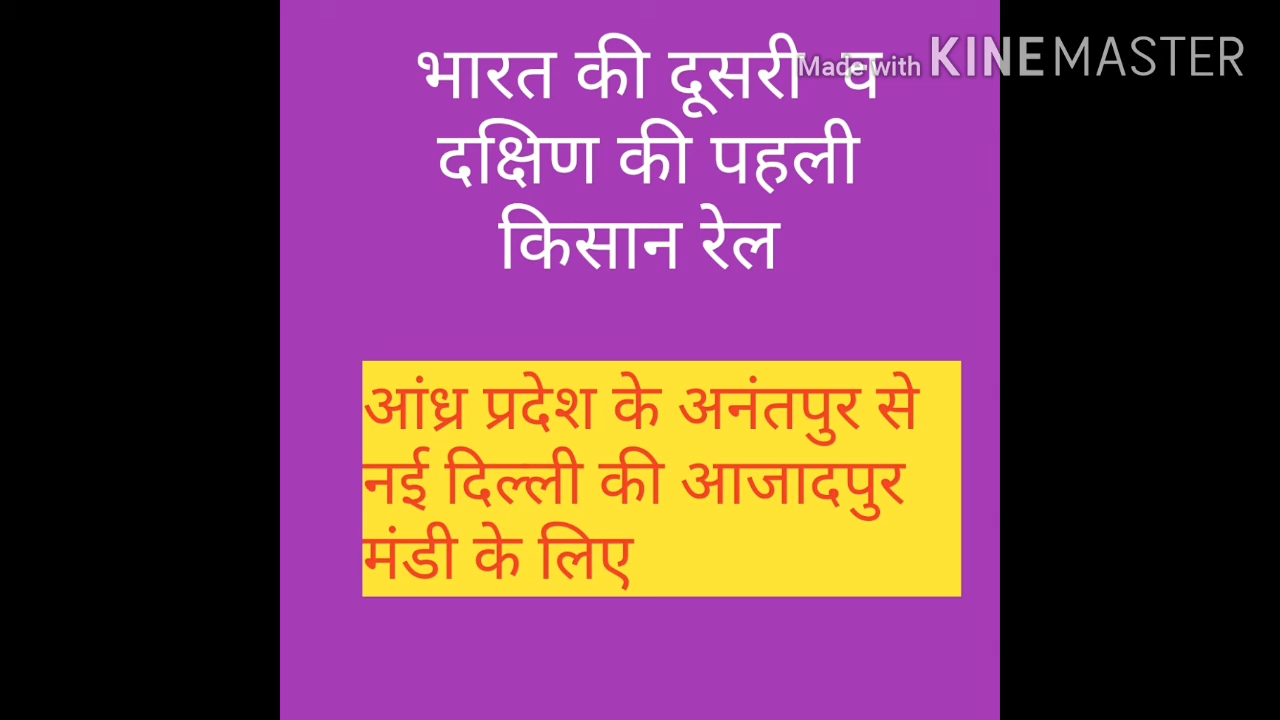 भारत की दूसरी व
Made with KINEMASTER
दक्षिण की पहली
किसान रेल
आंध्र प्रदेश के अनंतपुर से
नई दिल्ली की आजादपुर
मंडी के लिए